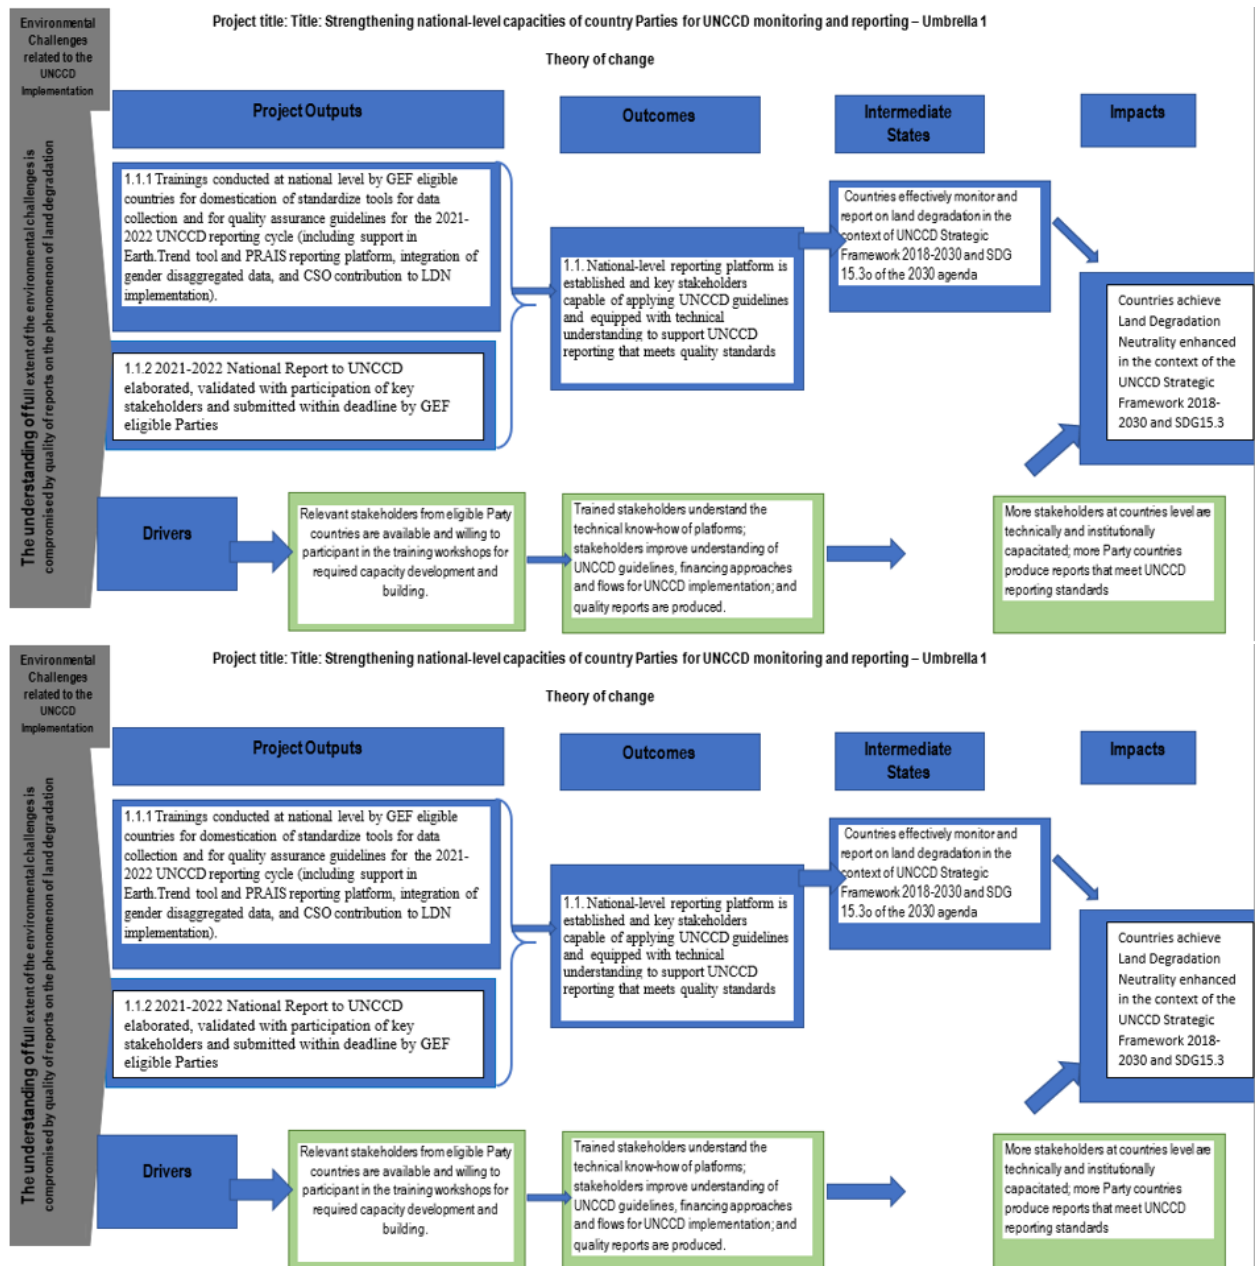 Environmental
Challenges
related to the
UNCCD
Implementation
Project title: Title: Strengthening national-level capacities of country Parties for UNCCD monitoring and reporting – Umbrella 1
Theory of change
The understanding of full extent of the environmental challenges is
compromised by quality of reports on the phenomenon of land degradation
Project Outputs
Outcomes
Intermediate
States
Impacts
1.1.1 Trainings conducted at national level by GEF eligible
countries for domestication of standardize tools for data
collection and for quality assurance guidelines for the 2021-
2022 UNCCD reporting cycle (including support in
Earth.Trend tool and PRAIS reporting platform, integration of
gender disaggregated data, and CSO contribution to LDN
implementation).
1.1.2 2021-2022 National Report to UNCCD
elaborated, validated with participation of key
stakeholders and submitted within deadline by GEF
eligible Parties
1.1. National-level reporting platform is
established and key stakeholders
capable of applying UNCCD guidelines
and equipped with technical
understanding to support UNCCD
reporting that meets quality standards
Countries effectively monitor and
report on land degradation in the
context of UNCCD Strategic
Framework 2018-2030 and SDG
15.3o of the 2030 agenda
Countries achieve
Land Degradation
Neutrality enhanced
in the context of the
UNCCD Strategic
Framework 2018-
2030 and SDG15.3
Drivers
Relevant stakeholders from eligible Party
countries are available and willing to
participant in the training workshops for
required capacity development and
building.
Trained stakeholders understand the
technical know-how of platforms;
stakeholders improve understanding of
UNCCD guidelines, financing approaches
and flows for UNCCD implementation; and
quality reports are produced.
More stakeholders at countries level are
technically and institutionally
capacitated; more Party countries
produce reports that meet UNCCD
reporting standards
Environmental
Challenges
related to the
UNCCD
Implementation
Project title: Title: Strengthening national-level capacities of country Parties for UNCCD monitoring and reporting – Umbrella 1
Theory of change
The understanding of full extent of the environmental challenges is
compromised by quality of reports on the phenomenon of land degradation
Project Outputs
Outcomes
Intermediate
States
Impacts
1.1.1 Trainings conducted at national level by GEF eligible
countries for domestication of standardize tools for data
collection and for quality assurance guidelines for the 2021-
2022 UNCCD reporting cycle (including support in
Earth.Trend tool and PRAIS reporting platform, integration of
gender disaggregated data, and CSO contribution to LDN
implementation).
1.1.2 2021-2022 National Report to UNCCD
elaborated, validated with participation of key
stakeholders and submitted within deadline by GEF
eligible Parties
1.1. National-level reporting platform is
established and key stakeholders
capable of applying UNCCD guidelines
and equipped with technical
understanding to support UNCCD
reporting that meets quality standards
Countries effectively monitor and
report on land degradation in the
context of UNCCD Strategic
Framework 2018-2030 and SDG
15.3o of the 2030 agenda
Countries achieve
Land Degradation
Neutrality enhanced
in the context of the
UNCCD Strategic
Framework 2018-
2030 and SDG15.3
Drivers
Relevant stakeholders from eligible Party
countries are available and willing to
participant in the training workshops for
required capacity development and
building.
Trained stakeholders understand the
technical know-how of platforms;
stakeholders improve understanding of
UNCCD guidelines, financing approaches
and flows for UNCCD implementation; and
quality reports are produced.
More stakeholders at countries level are
technically and institutionally
capacitated; more Party countries
produce reports that meet UNCCD
reporting standards